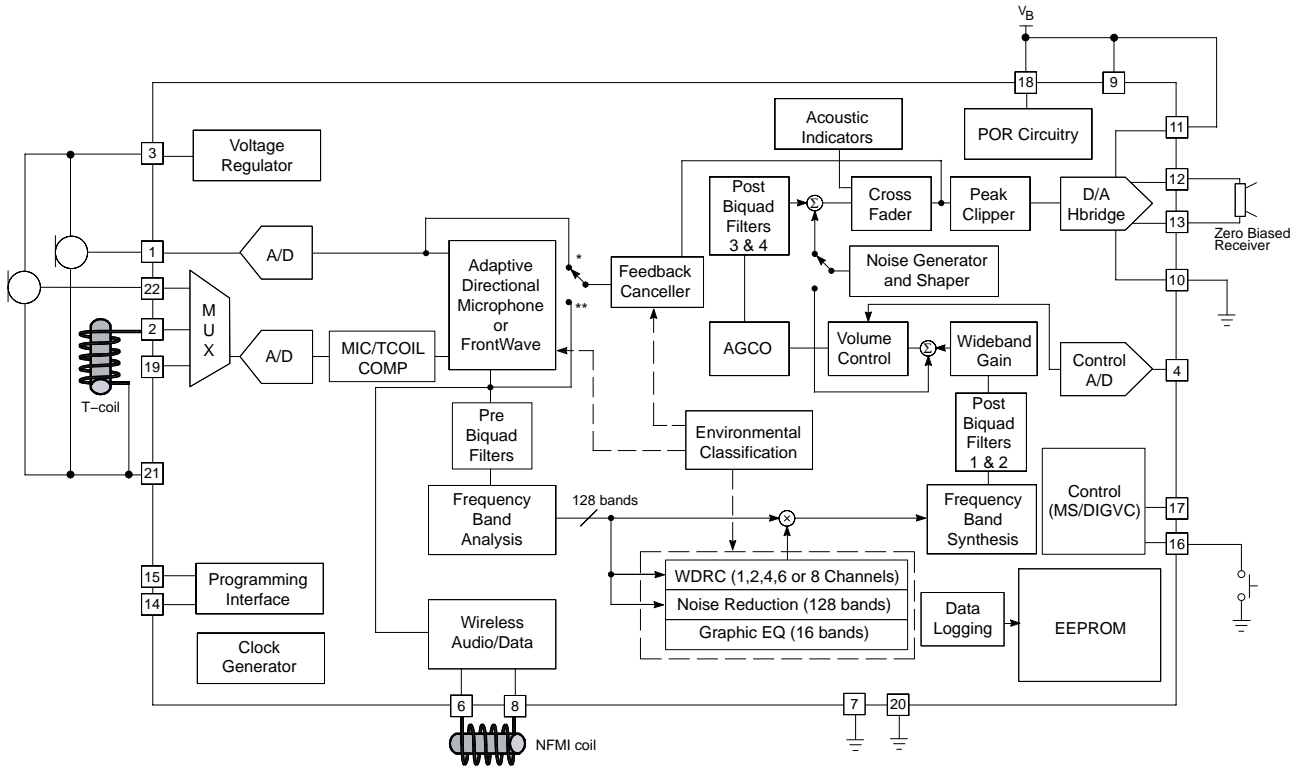 VB
18
9
Acoustic
Indicators
POR Circuitry
11
3
Voltage
Regulator
12
Post
Biquad
Filters
3 & 4
Σ
Cross
Fader
Peak
Clipper
D/A
Hbridge
13
Zero Biased
Receiver
1
A/D
Adaptive
Directional
Microphone
or
FrontWave
*
**
Feedback
Canceller
Noise Generator
and Shaper
10
22
M
U
X
2
19
A/D
MIC/TCOIL
COMP
AGCO
Volume
Control
Σ
Wideband
Gain
Control
A/D
4
T−coil
Pre
Biquad
Filters
Environmental
Classification
Post
Biquad
Filters
1 & 2
21
Frequency
Band
Analysis
128 bands
×
Frequency
Band
Synthesis
Control
(MS/DIGVC)
17
16
15
14
Programming
Interface
WDRC (1,2,4,6 or 8 Channels)
Noise Reduction (128 bands)
Graphic EQ (16 bands)
Data
Logging
EEPROM
Wireless
Audio/Data
Clock
Generator
6
8
7
20
NFMI coil